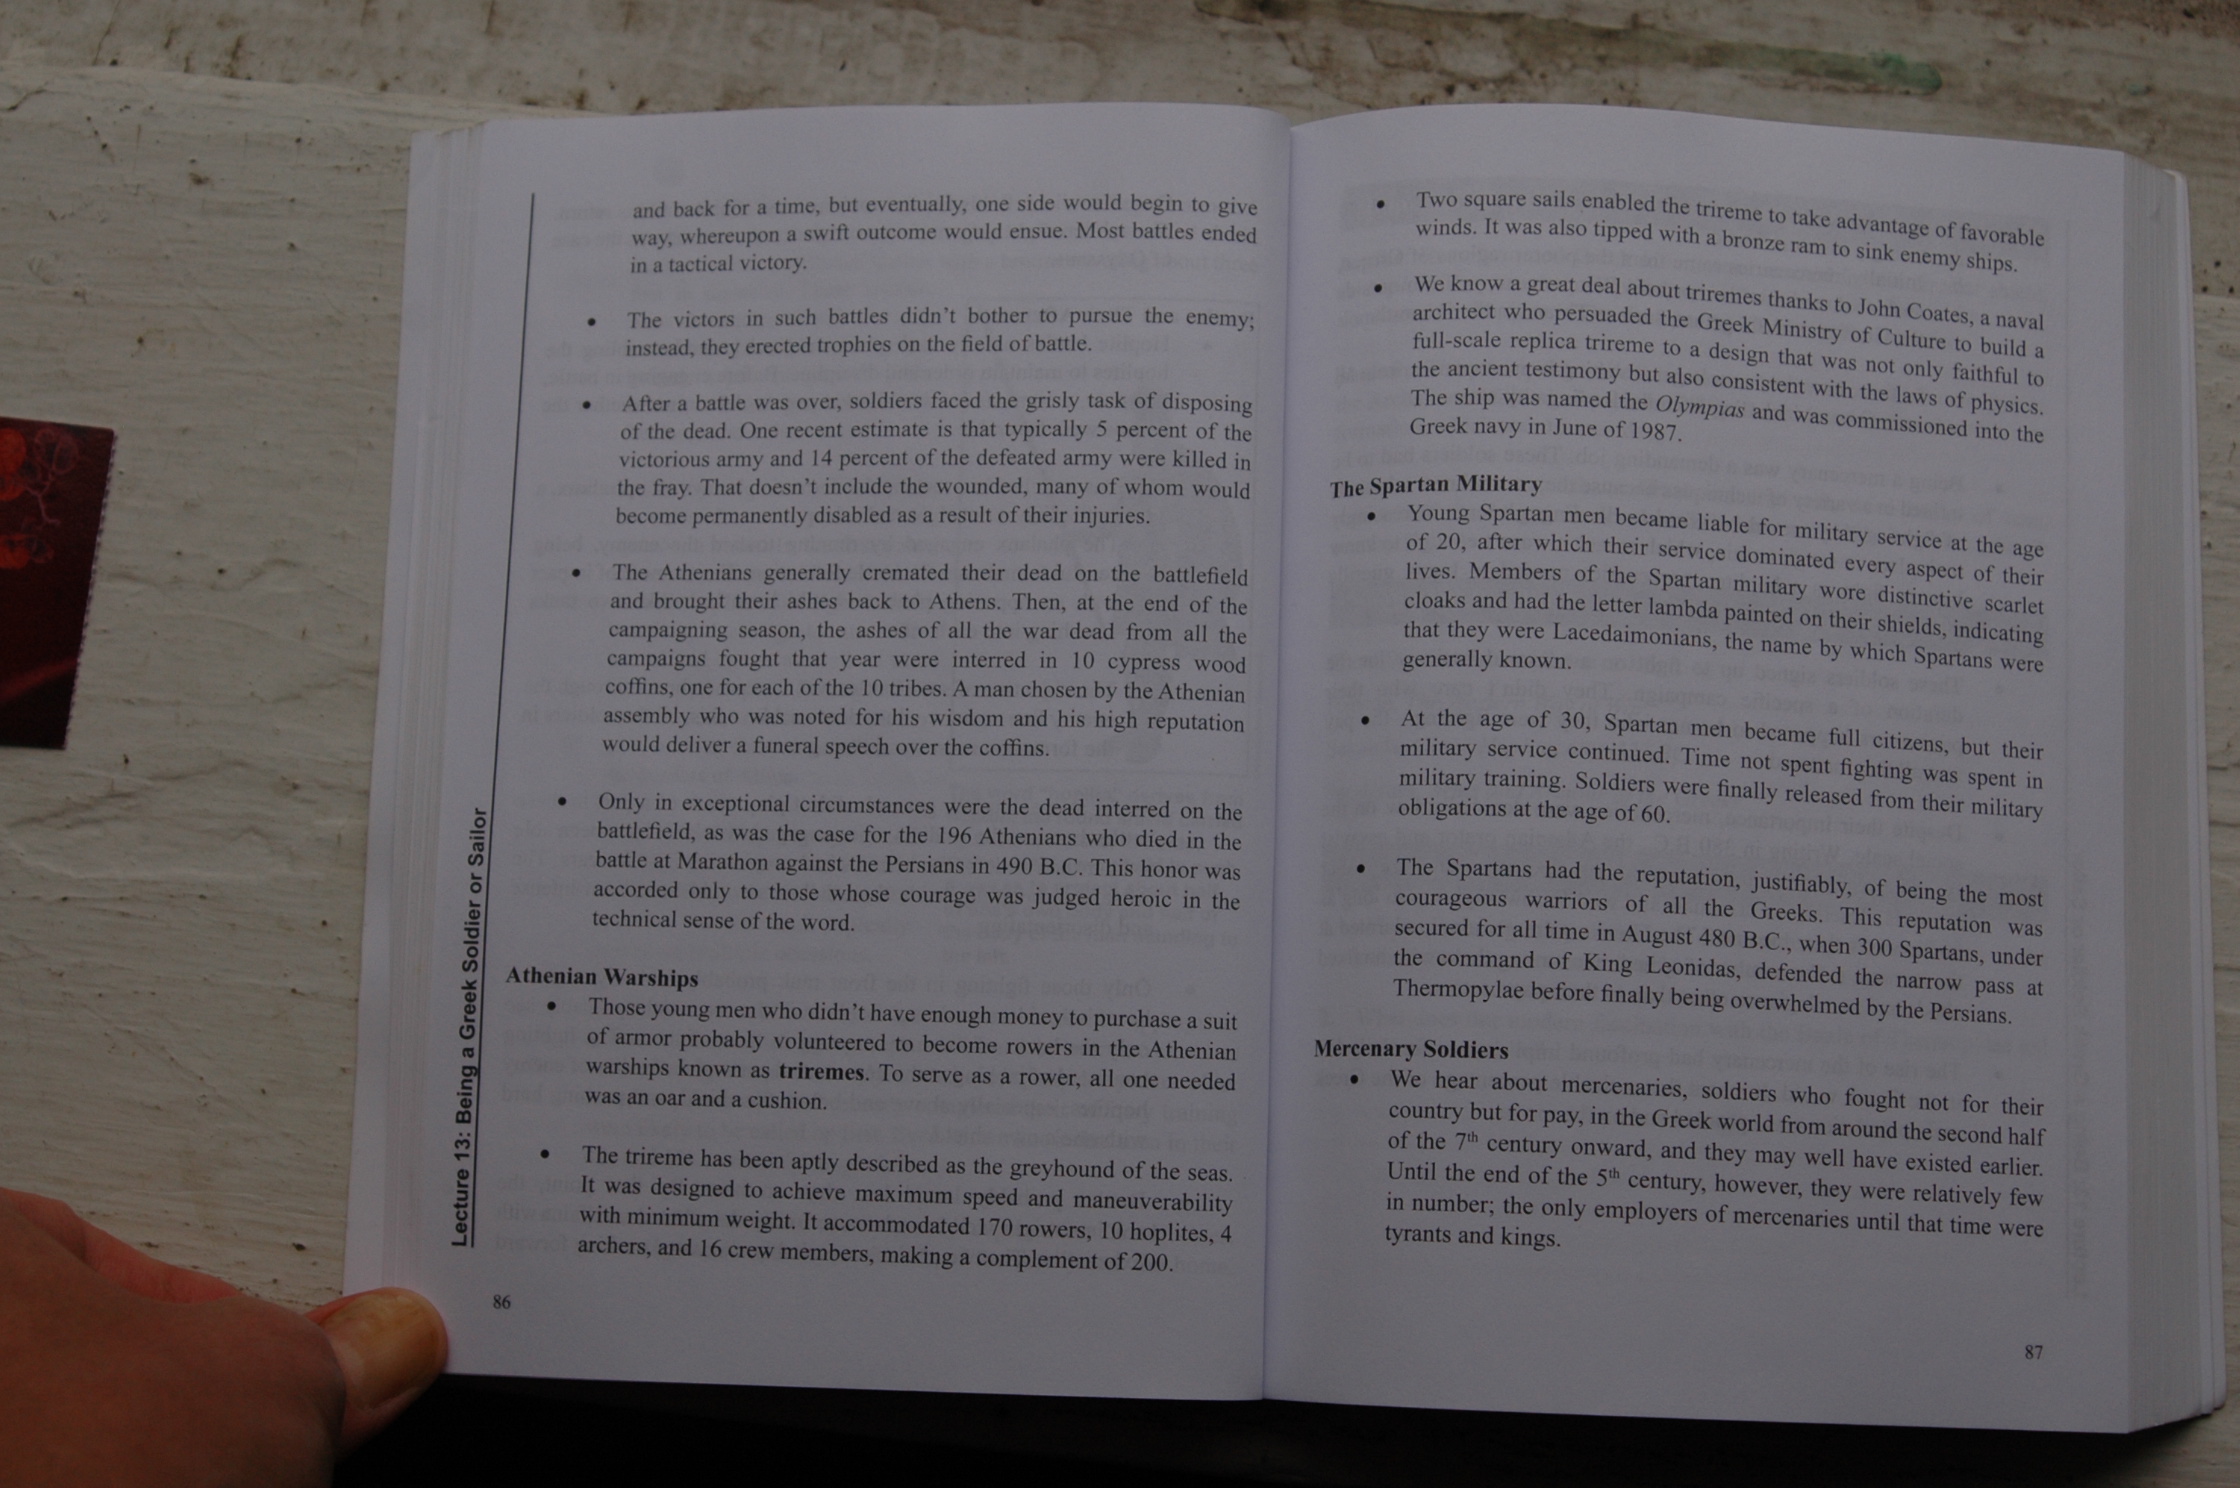 and back for a time, but eventually, one side would begin to give
way, whereupon a swift outcome would ensue. Most battles ended
in a tactical victory.
• The victors in such battles didn't bother to pursue the enemy;
instead, they erected trophies on the field of battle.
• After a battle was over, soldiers faced the grisly task of disposing
of the dead. One recent estimate is that typically 5 percent of the
victorious army and 14 percent of the defeated army were killed in
the fray. That doesn't include the wounded, many of whom would
become permanently disabled as a result of their injuries.
• The Athenians generally cremated their dead on the battlefield
and brought their ashes back to Athens. Then, at the end of the
campaigning season, the ashes of all the war dead from all the
campaigns fought that year were interred in 10 cypress wood
coffins, one for each of the 10 tribes. A man chosen by the Athenian
assembly who was noted for his wisdom and his high reputation
would deliver a funeral speech over the coffins.
• Only in exceptional circumstances were the dead interred on the
battlefield, as was the case for the 196 Athenians who died in the
battle at Marathon against the Persians in 490 B.C. This honor was
accorded only to those whose courage was judged heroic in the
technical sense of the word.
Athenian Warships
• Those young men who didn't have enough money to purchase a suit
of armor probably volunteered to become rowers in the Athenian
warships known as triremes. To serve as a rower, all one needed
was an oar and a cushion.
• The trireme has been aptly described as the greyhound of the seas.
It was designed to achieve maximum speed and maneuverability
with minimum weight. It accommodated 170 rowers, 10 hoplites, 4
archers, and 16 crew members, making a complement of 200.
Lecture 13: Being a Greek Soldier or Sailor
86
• Two square sails enabled the trireme to take advantage of favorable
winds. It was also tipped with a bronze ram to sink enemy ships.
• We know a great deal about triremes thanks to John Coates, a naval
architect who persuaded the Greek Ministry of Culture to build a
full-scale replica trireme to a design that was not only faithful to
the ancient testimony but also consistent with the laws of physics.
The ship was named the Olympias and was commissioned into the
Greek navy in June of 1987.
The Spartan Military
• Young Spartan men became liable for military service at the age
of 20, after which their service dominated every aspect of their
lives. Members of the Spartan military wore distinctive scarlet
cloaks and had the letter lambda painted on their shields, indicating
that they were Lacedaimonians, the name by which Spartans were
generally known.
• At the age of 30, Spartan men became full citizens, but their
military service continued. Time not spent fighting was spent in
military training. Soldiers were finally released from their military
obligations at the age of 60.
• The Spartans had the reputation, justifiably, of being the most
courageous warriors of all the Greeks. This reputation was
secured for all time in August 480 B.C., when 300 Spartans, under
the command of King Leonidas, defended the narrow pass at
Thermopylae before finally being overwhelmed by the Persians.
Mercenary Soldiers
• We hear about mercenaries, soldiers who fought not for their
country but for pay, in the Greek world from around the second half
of the 7th century onward, and they may well have existed earlier.
Until the end of the 5th century, however, they were relatively few
in number; the only employers of mercenaries until that time were
tyrants and kings.
87